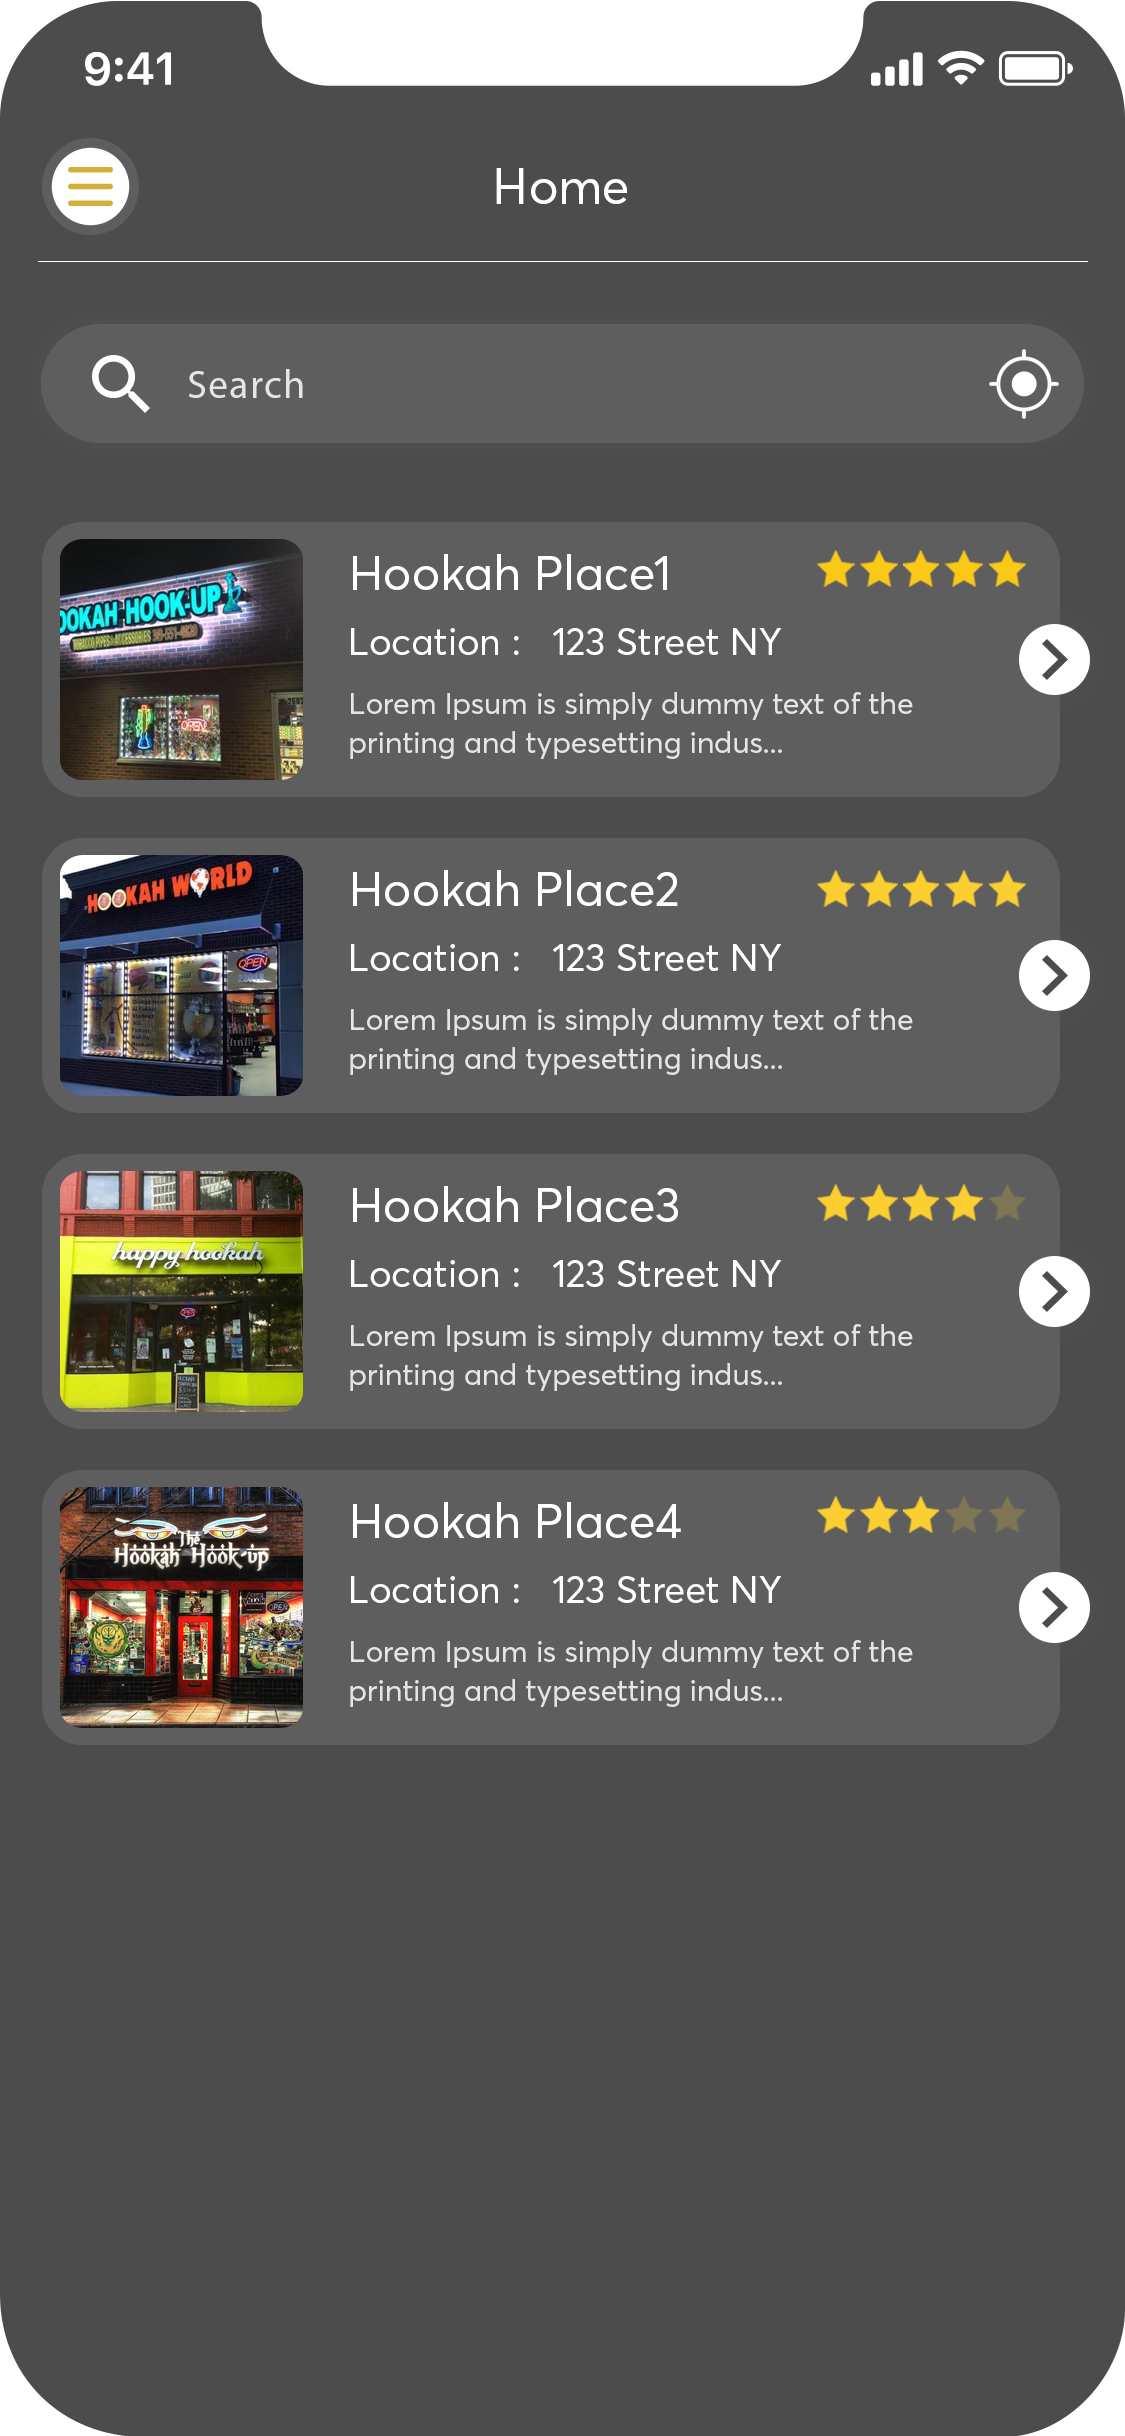 9:41
Home
Search
OOKAH HOOK-UP
TOBACCO PIPES & ACCESSORIES
OPEN
Hookah Place1
Location : 123 Street NY
Lorem Ipsum is simply dummy text of the
printing and typesetting indus...
HOOKAH WORLD
OPEN
Hookah Place2
Location : 123 Street NY
Lorem Ipsum is simply dummy text of the
printing and typesetting indus...
happy hookah
OPEN
Hookah Place3
Location : 123 Street NY
Lorem Ipsum is simply dummy text of the
printing and typesetting indus...
The
Hookah Hook-up
OPEN
Hookah Place4
Location : 123 Street NY
Lorem Ipsum is simply dummy text of the
printing and typesetting indus...